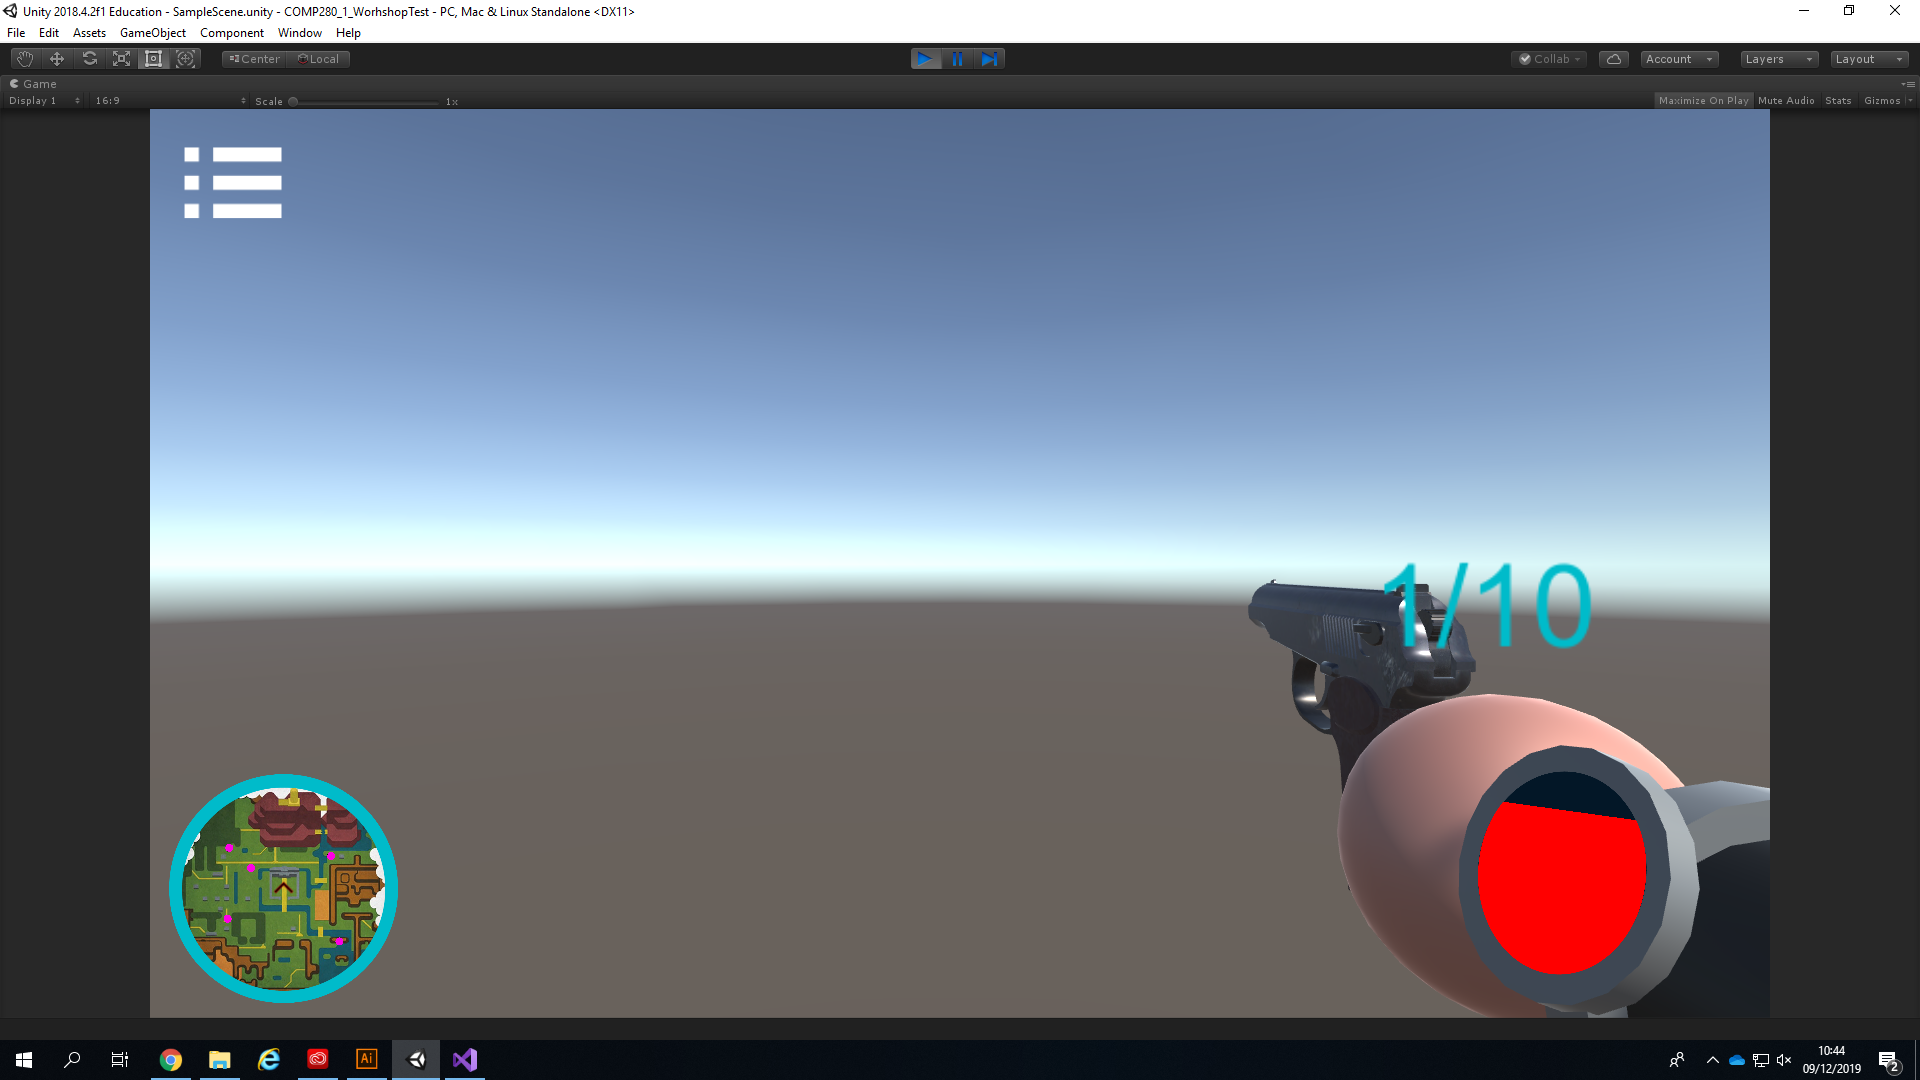 Unity 2018.4.2f1 Education - SampleScene.unity - COMP280_1_WorhshopTest - PC, Mac & Linux Standalone <DX11>
File Edit Assets GameObject Component Window Help
Center Local Collab Account Layers Layout
Game
Display 1 16:9 Scale 1x Maximize On Play Mute Audio Stats Gizmos
1/10
Ai
10:44
09/12/2019
2